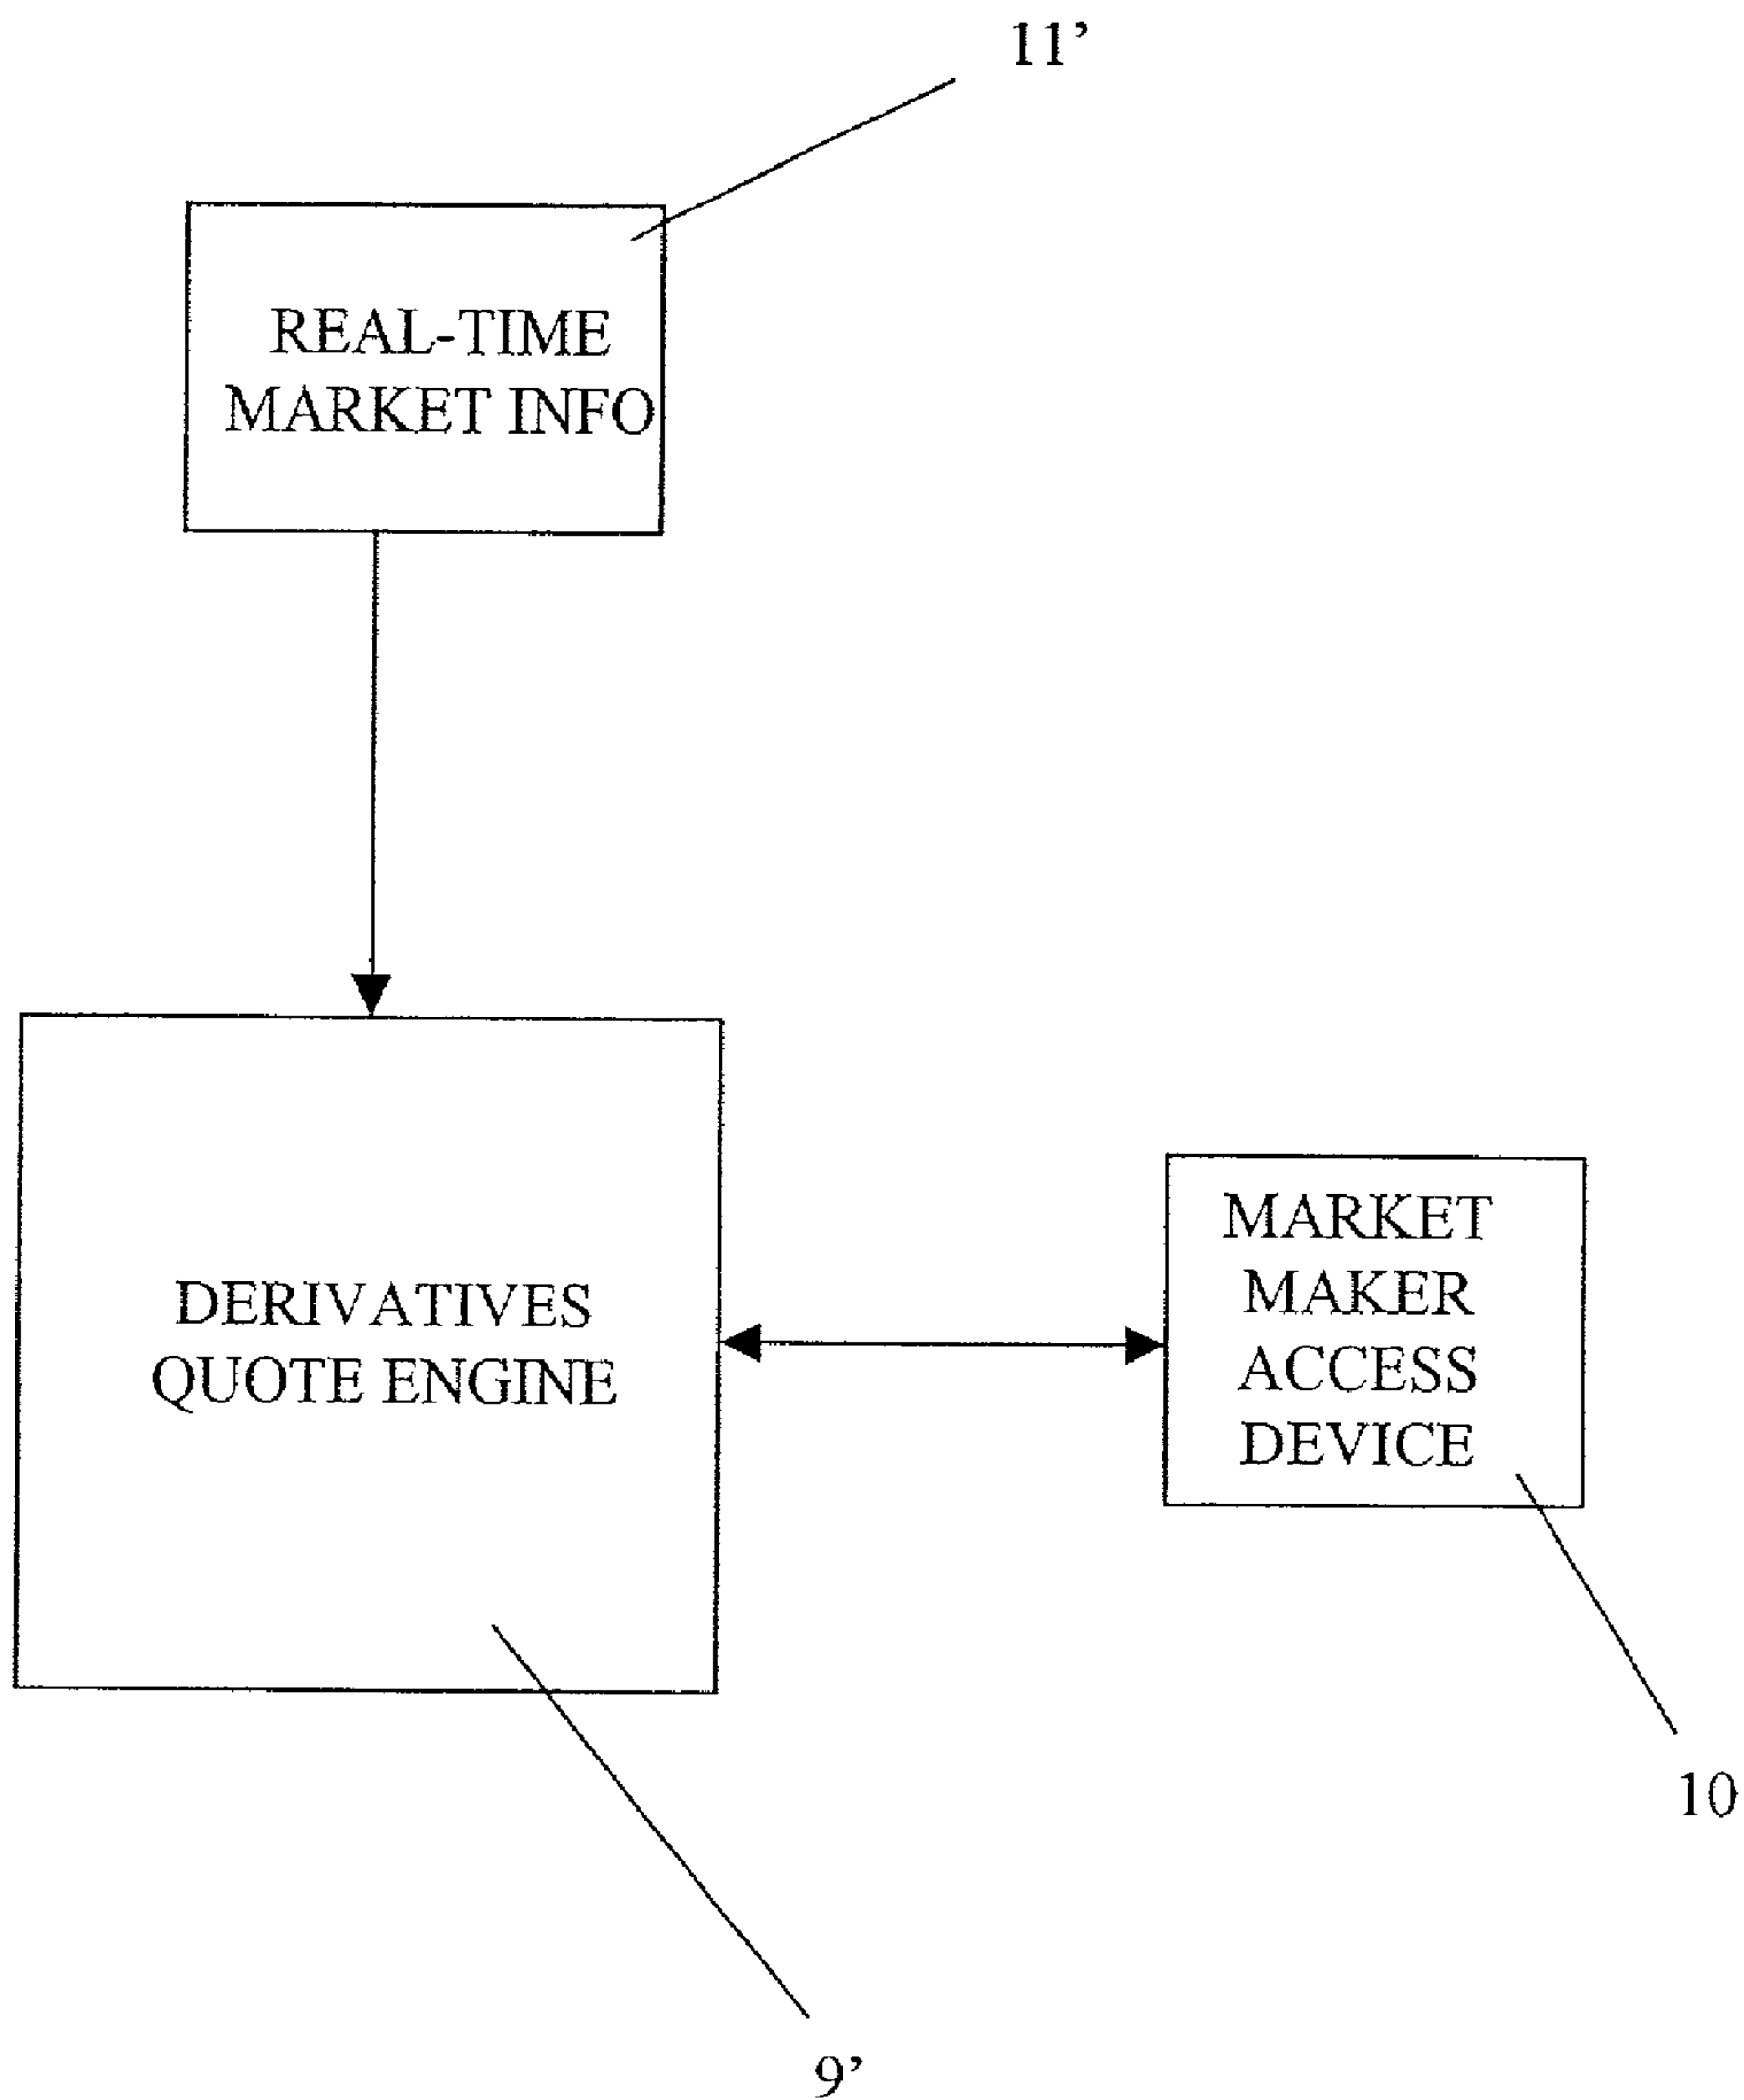 11’
REAL-TIME
MARKET INFO
DERIVATIVES
QUOTE ENGINE
MARKET
MAKER
ACCESS
DEVICE
10
9’